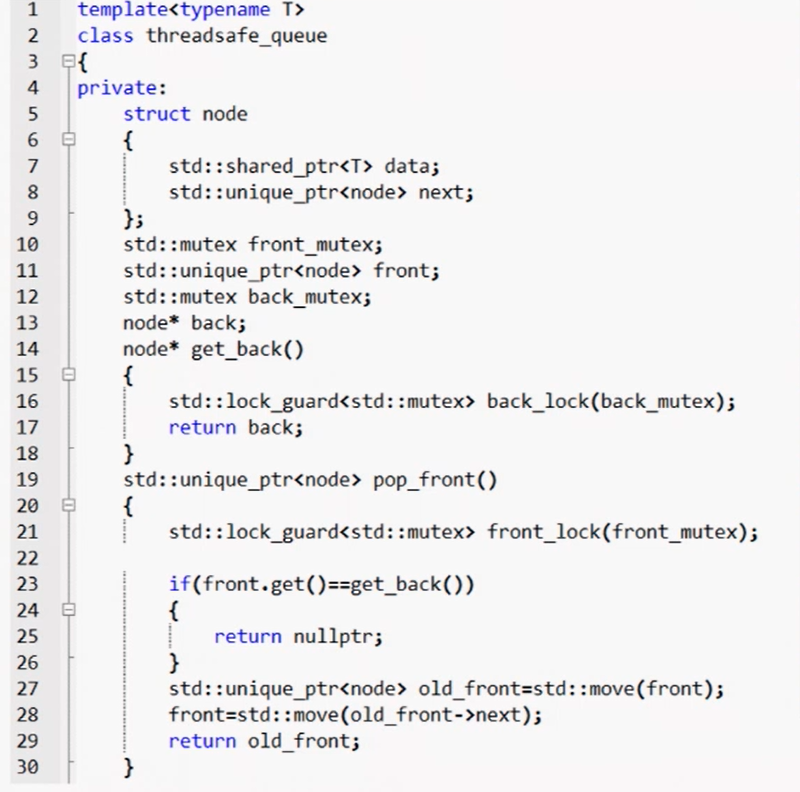 1 template<typename T>
2 class threadsafe_queue
3 {
4 private:
5     struct node
6     {
7         std::shared_ptr<T> data;
8         std::unique_ptr<node> next;
9     };
10     std::mutex front_mutex;
11     std::unique_ptr<node> front;
12     std::mutex back_mutex;
13     node* back;
14     node* get_back()
15     {
16         std::lock_guard<std::mutex> back_lock(back_mutex);
17         return back;
18     }
19     std::unique_ptr<node> pop_front()
20     {
21         std::lock_guard<std::mutex> front_lock(front_mutex);
22
23         if(front.get()==get_back())
24         {
25             return nullptr;
26         }
27         std::unique_ptr<node> old_front=std::move(front);
28         front=std::move(old_front->next);
29         return old_front;
30     }